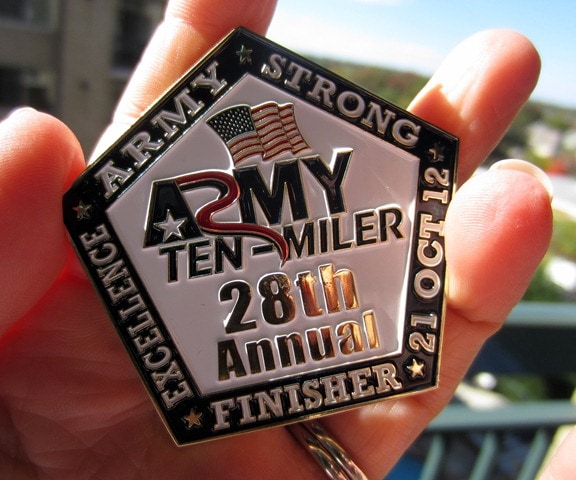 ARMY STRONG
21 OCT 12
FINISHER
EXCELLENCE
ARMY
TEN-MILER
28th
Annual